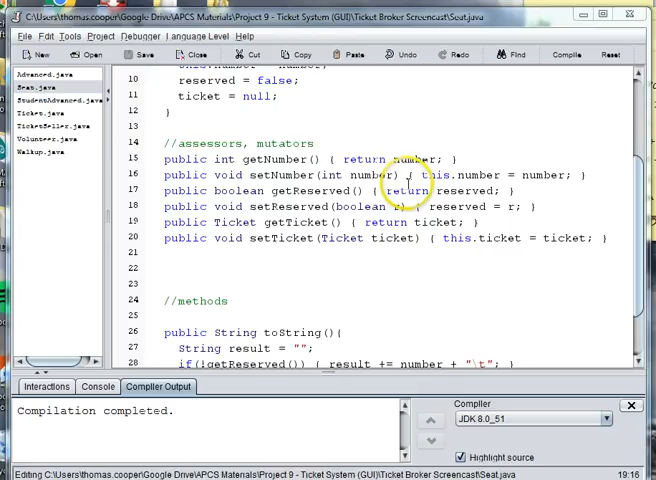 C:\Users\thomas.cooper\Google Drive\APCS Materials\Project 9 - Ticket System (GUI)\Ticket Broker Screencast\Seat.java
File Edit Tools Project Debugger Language Level Help
New Open Save Close Cut Copy Paste Undo Redo Find Compile Reset
Advanced.java
Seat.java
StudentAdvanced.java
Ticket.java
TicketSeller.java
Volunteer.java
Walkup.java
this.number = number;
10 reserved = false;
11 ticket = null;
12 }
13
14 //assessors, mutators
15 public int getNumber() { return number; }
16 public void setNumber(int number) { this.number = number; }
17 public boolean getReserved() { return reserved; }
18 public void setReserved(boolean r) { reserved = r; }
19 public Ticket getTicket() { return ticket; }
20 public void setTicket(Ticket ticket) { this.ticket = ticket; }
21
22
23
24 //methods
25
26 public String toString(){
27 String result = "";
28 if(!getReserved()) { result += number + "\t"; }
Interactions Console Compiler Output
Compilation completed.
Compiler
JDK 8.0_51
Highlight source
Editing C:\Users\thomas.cooper\Google Drive\APCS Materials\Project 9 - Ticket System (GUI)\Ticket Broker Screencast\Seat.java 19:16